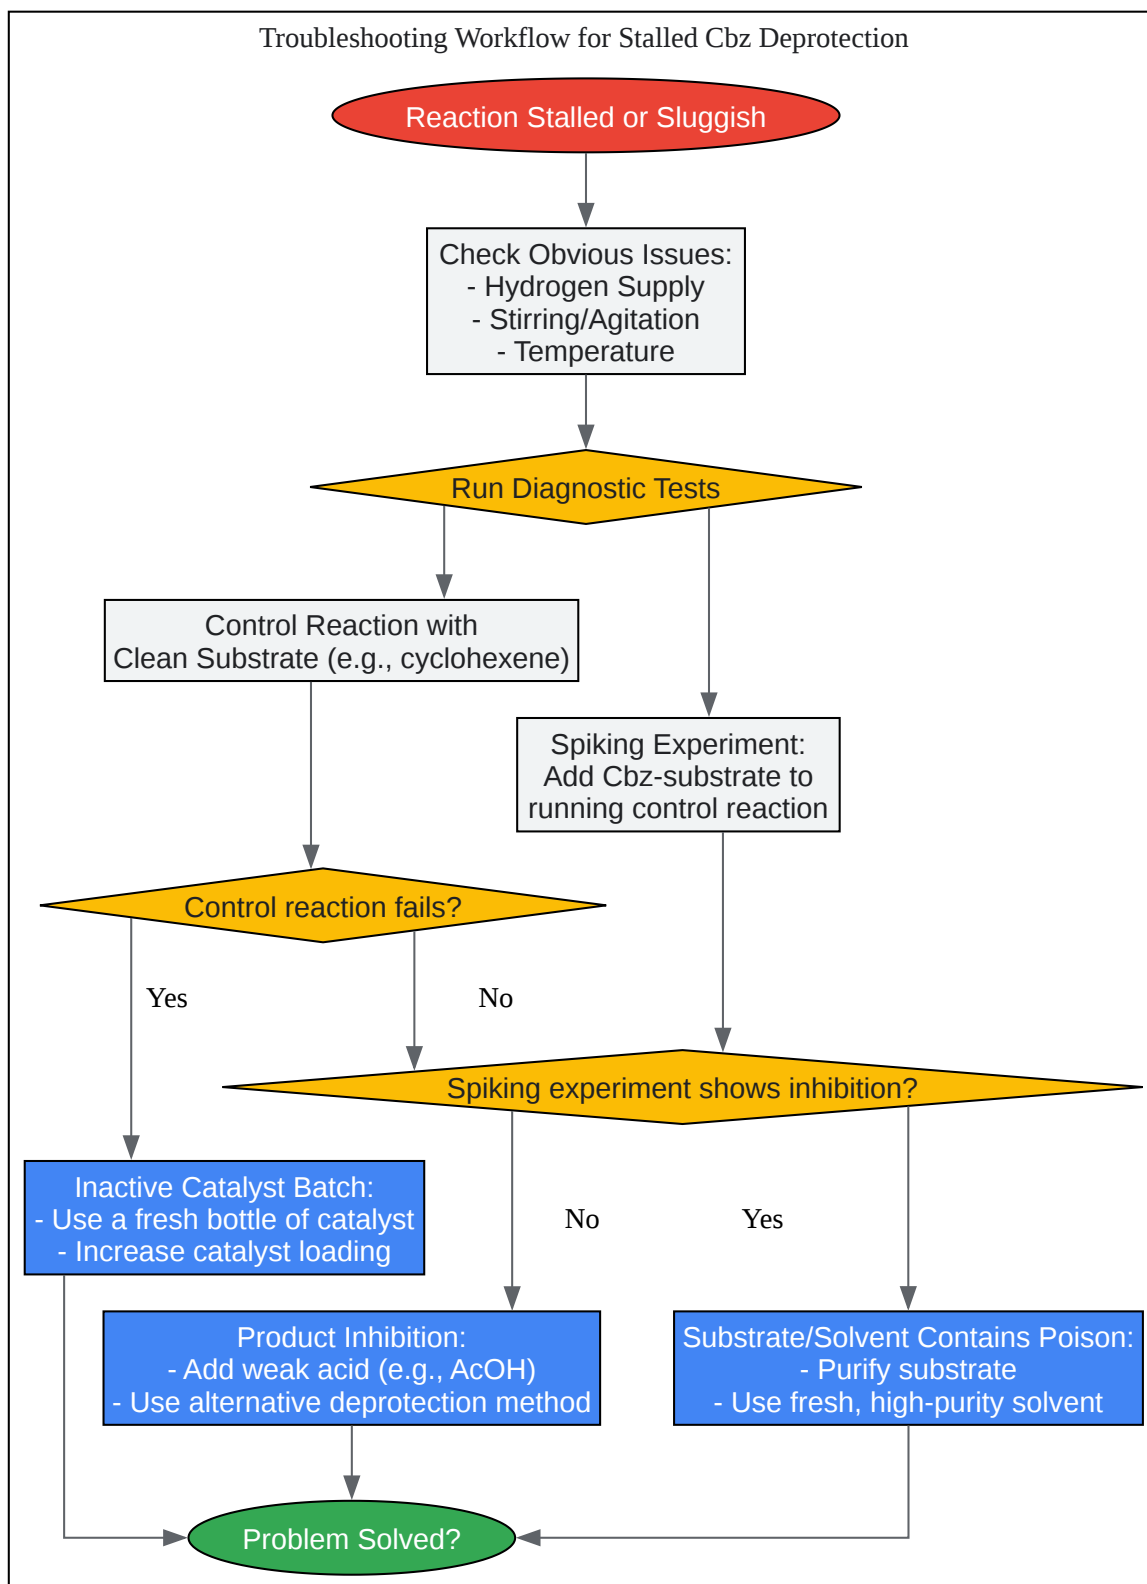 Troubleshooting Workflow for Stalled Cbz Deprotection
Reaction Stalled or Sluggish
Check Obvious Issues:
- Hydrogen Supply
- Stirring/Agitation
- Temperature
Run Diagnostic Tests
Control Reaction with
Clean Substrate (e.g., cyclohexene)
Spiking Experiment:
Add Cbz-substrate to
running control reaction
Control reaction fails?
Yes
No
Spiking experiment shows inhibition?
Inactive Catalyst Batch:
- Use a fresh bottle of catalyst
- Increase catalyst loading
No
Yes
Product Inhibition:
- Add weak acid (e.g., AcOH)
- Use alternative deprotection method
Substrate/Solvent Contains Poison:
- Purify substrate
- Use fresh, high-purity solvent
Problem Solved?